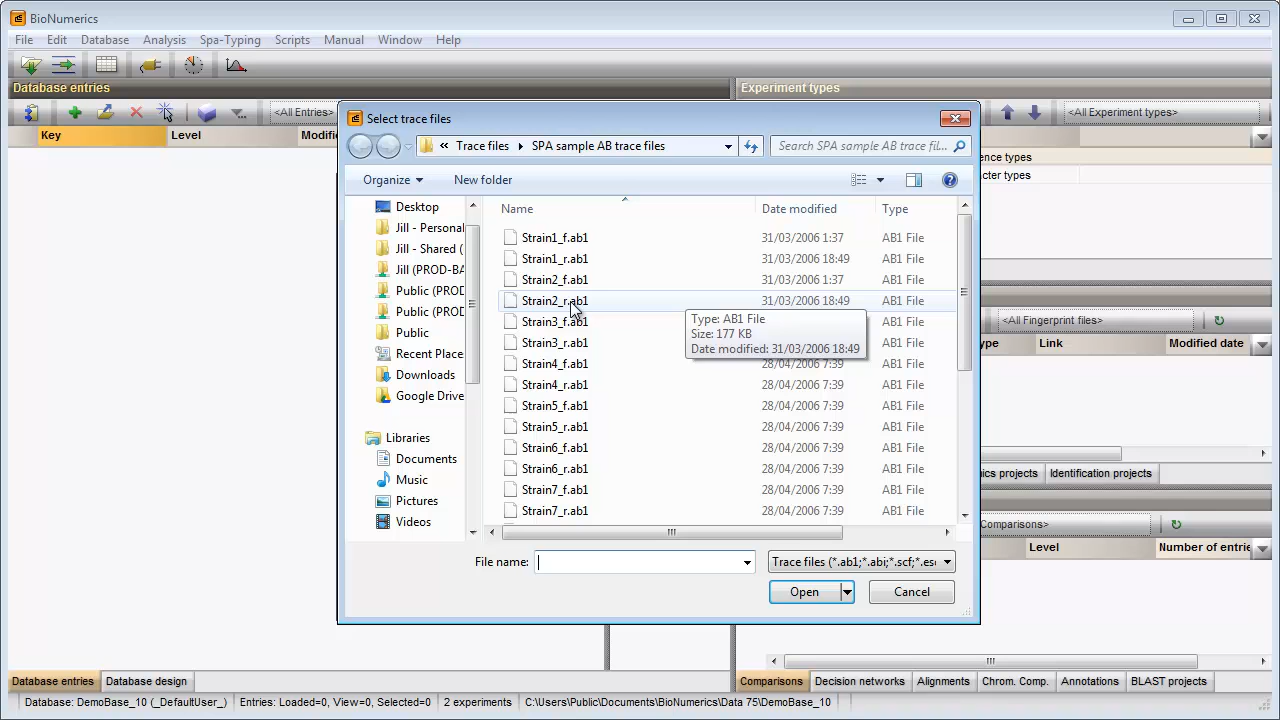 BioNumerics
File Edit Database Analysis Spa-Typing Scripts Manual Window Help
Database entries
Experiment types
<All Entries>
<All Experiment types>
Key Level Modifi
ence types
cter types
Select trace files
Trace files SPA sample AB trace files
Search SPA sample AB trace fil...
Organize New folder
Desktop
Jill - Personal
Jill - Shared (
Jill (PROD-BA
Public (PROD
Public (PROD
Public
Recent Place
Downloads
Google Drive
Libraries
Documents
Music
Pictures
Videos
Name Date modified Type
Strain1_f.ab1 31/03/2006 1:37 AB1 File
Strain1_r.ab1 31/03/2006 18:49 AB1 File
Strain2_f.ab1 31/03/2006 1:37 AB1 File
Strain2_r.ab1 31/03/2006 18:49 AB1 File
Strain3_f.ab1 AB1 File
Strain3_r.ab1 AB1 File
Strain4_f.ab1 28/04/2006 7:39 AB1 File
Strain4_r.ab1 28/04/2006 7:39 AB1 File
Strain5_f.ab1 28/04/2006 7:39 AB1 File
Strain5_r.ab1 28/04/2006 7:39 AB1 File
Strain6_f.ab1 28/04/2006 7:39 AB1 File
Strain6_r.ab1 28/04/2006 7:39 AB1 File
Strain7_f.ab1 28/04/2006 7:39 AB1 File
Strain7_r.ab1 28/04/2006 7:39 AB1 File
Type: AB1 File
Size: 177 KB
Date modified: 31/03/2006 18:49
File name:
Trace files (*.ab1;*.abi;*.scf;*.esd
Open Cancel
<All Fingerprint files>
ype Link Modified date
nics projects Identification projects
Comparisons>
Level Number of entrie
Database entries Database design
Comparisons Decision networks Alignments Chrom. Comp. Annotations BLAST projects
Database: DemoBase_10 (_DefaultUser_) Entries: Loaded=0, View=0, Selected=0 2 experiments C:\Users\Public\Documents\BioNumerics\Data 75\DemoBase_10